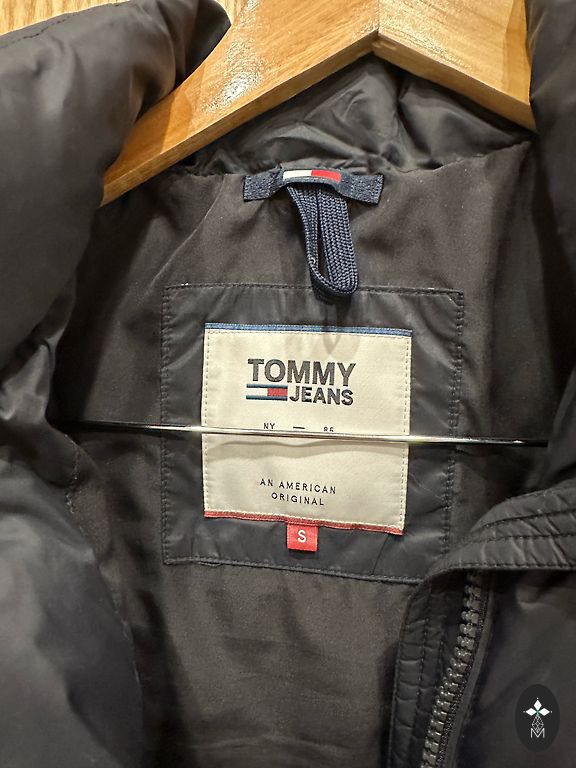 TOMMY
JEANS
NY — 85
AN AMERICAN
ORIGINAL
S
M